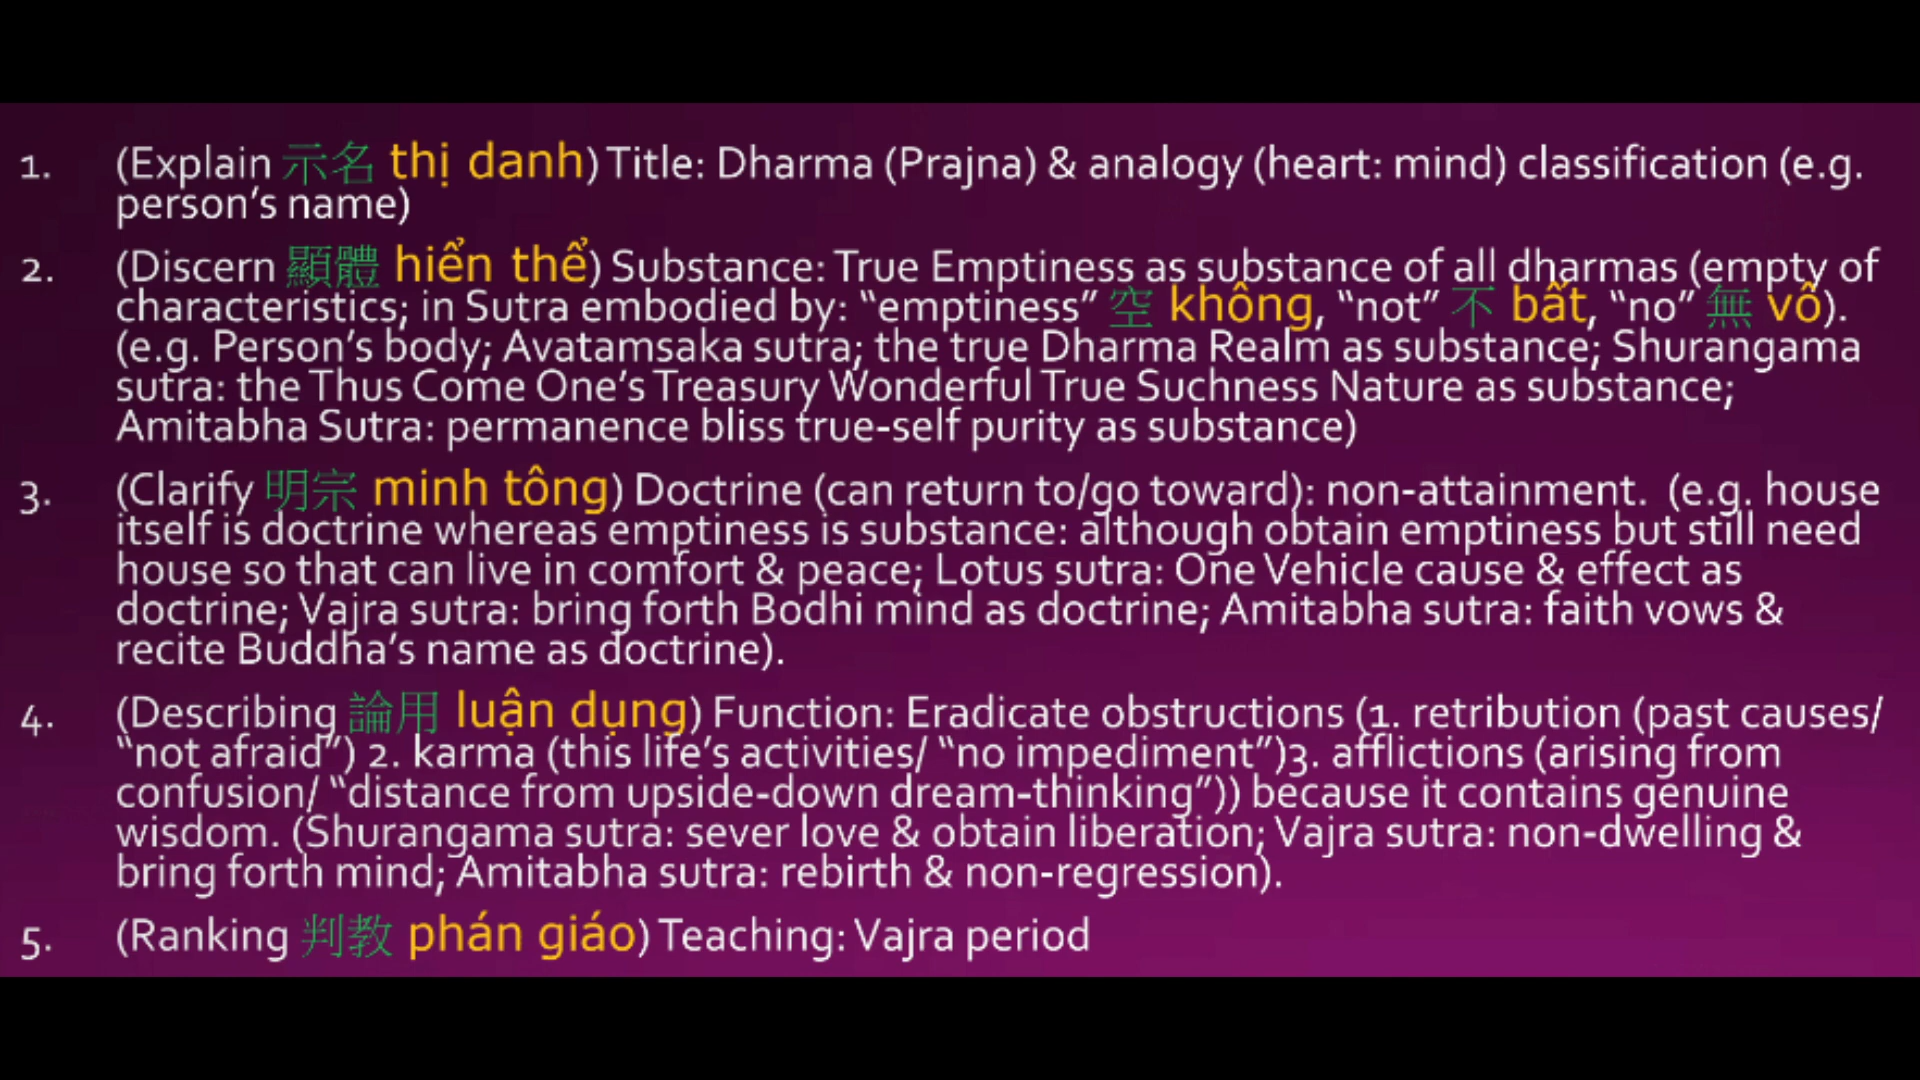 1. (Explain 示名 thị danh) Title: Dharma (Prajna) & analogy (heart: mind) classification (e.g.
person’s name)
2. (Discern 顯體 hiển thể) Substance: True Emptiness as substance of all dharmas (empty of
characteristics; in Sutra embodied by: “emptiness” 空 không, “not” 不 bất, “no” 無 vô).
(e.g. Person’s body; Avatamsaka sutra; the true Dharma Realm as substance; Shurangama
sutra: the Thus Come One’s Treasury Wonderful True Suchness Nature as substance;
Amitabha Sutra: permanence bliss true-self purity as substance)
3. (Clarify 明宗 minh tông) Doctrine (can return to/go toward): non-attainment. (e.g. house
itself is doctrine whereas emptiness is substance: although obtain emptiness but still need
house so that can live in comfort & peace; Lotus sutra: One Vehicle cause & effect as
doctrine; Vajra sutra: bring forth Bodhi mind as doctrine; Amitabha sutra: faith vows &
recite Buddha’s name as doctrine).
4. (Describing 論用 luận dụng) Function: Eradicate obstructions (1. retribution (past causes/
“not afraid”) 2. karma (this life’s activities/ “no impediment”)3. afflictions (arising from
confusion/ “distance from upside-down dream-thinking”)) because it contains genuine
wisdom. (Shurangama sutra: sever love & obtain liberation; Vajra sutra: non-dwelling &
bring forth mind; Amitabha sutra: rebirth & non-regression).
5. (Ranking 判教 phán giáo) Teaching: Vajra period